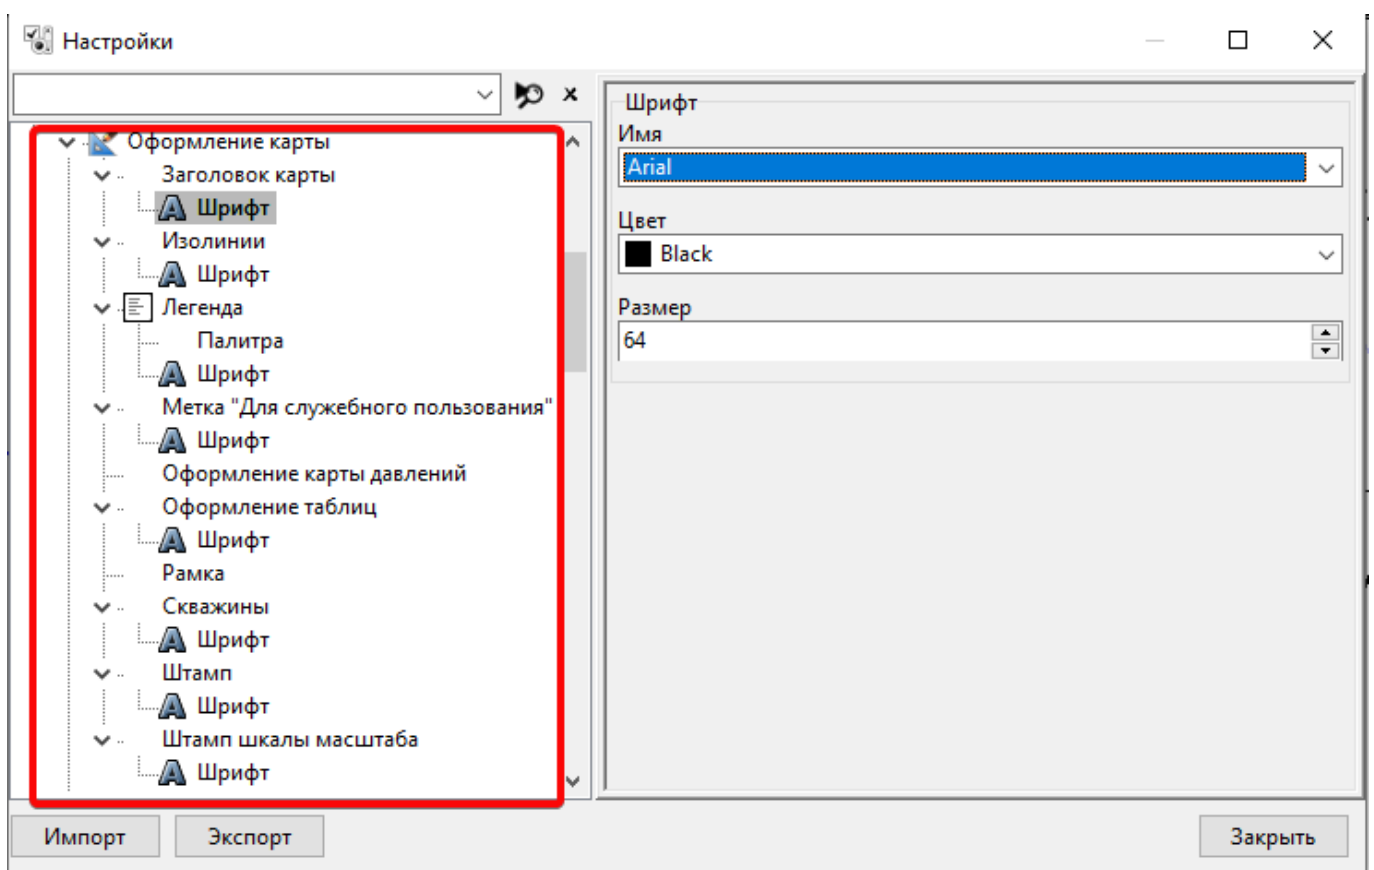 Настройки
Оформление карты
Заголовок карты
Шрифт
Изолинии
Шрифт
Легенда
Палитра
Шрифт
Метка "Для служебного пользования"
Шрифт
Оформление карты давлений
Оформление таблиц
Шрифт
Рамка
Скважины
Шрифт
Штамп
Шрифт
Штамп шкалы масштаба
Шрифт
Шрифт
Имя
Arial
Цвет
Black
Размер
64
Импорт
Экспорт
Закрыть